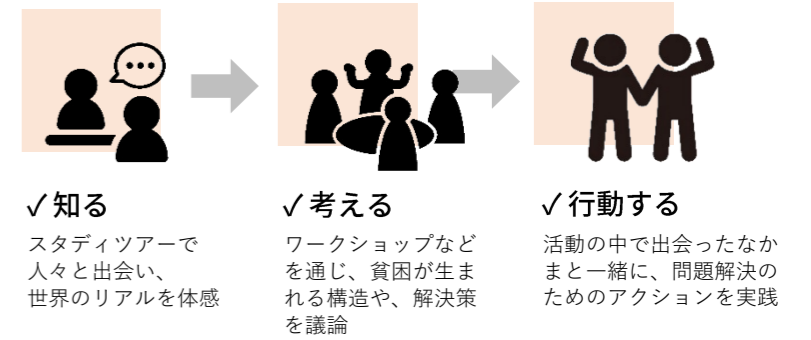 ✓知る
スタディツアーで
人々と出会い、
世界のリアルを体感
✓考える
ワークショップなど
を通じ、貧困が生ま
れる構造や、解決策
を議論
✓行動する
活動の中で出会ったなか
まと一緒に、問題解決の
ためのアクションを実践